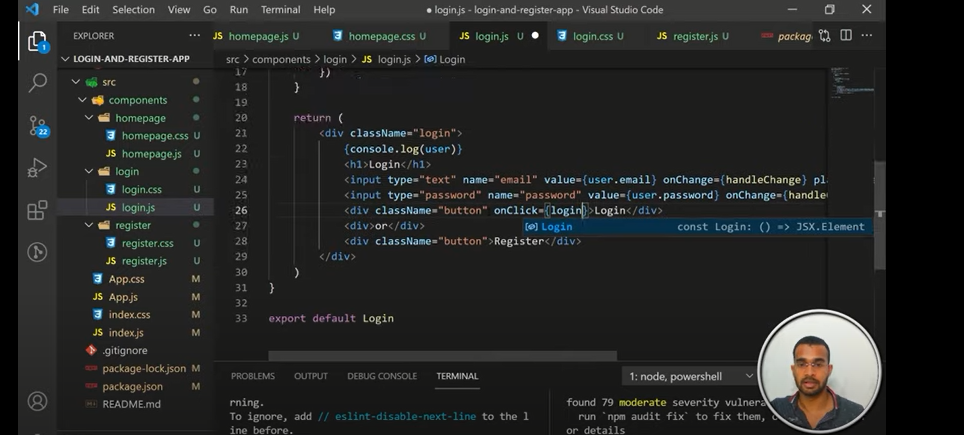 File Edit Selection View Go Run Terminal Help
● login.js - login-and-register-app - Visual Studio Code
EXPLORER ···
JS homepage.js U homepage.css U JS login.js U ● login.css U JS register.js U packag
LOGIN-AND-REGISTER-APP
src > components > login > JS login.js > Login
src
components
homepage
homepage.css U
JS homepage.js U
login
login.css U
JS login.js U
register
register.css U
JS register.js U
App.css M
JS App.js M
index.css M
JS index.js M
.gitignore
package-lock.json M
package.json M
README.md
1
22
17 })
18 }
19
20 return (
21 <div className="login">
22 {console.log(user)}
23 <h1>Login</h1>
24 <input type="text" name="email" value={user.email} onChange={handleChange} pl
25 <input type="password" name="password" value={user.password} onChange={handle
26 <div className="button" onClick={login}>Login</div>
Login const Login: () => JSX.Element
27 <div>or</div>
28 <div className="button">Register</div>
29 </div>
30 )
31 }
32
33 export default Login
PROBLEMS OUTPUT DEBUG CONSOLE TERMINAL 1: node, powershell
rning.
To ignore, add // eslint-disable-next-line to the l
ine before.
found 79 moderate severity vulnera
run `npm audit fix` to fix them,
or details